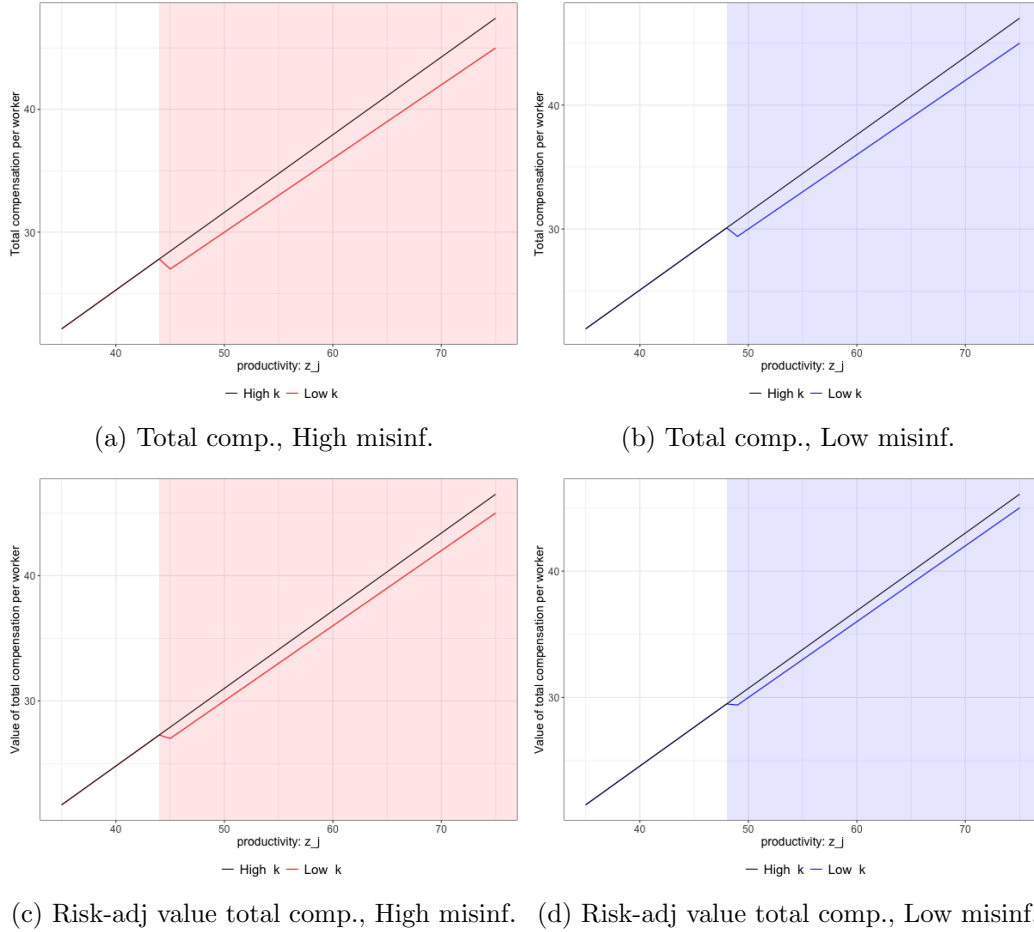 Total compensation per worker
40
30
40 50 60 70
productivity: z_j
High k Low k
(a) Total comp., High misinf.
Total compensation per worker
40
30
40 50 60 70
productivity: z_j
High k Low k
(b) Total comp., Low misinf.
Value of total compensation per worker
40
30
40 50 60 70
productivity: z_j
High k Low k
(c) Risk-adj value total comp., High misinf.
Value of total compensation per worker
40
30
40 50 60 70
productivity: z_j
High k Low k
(d) Risk-adj value total comp., Low misinf.